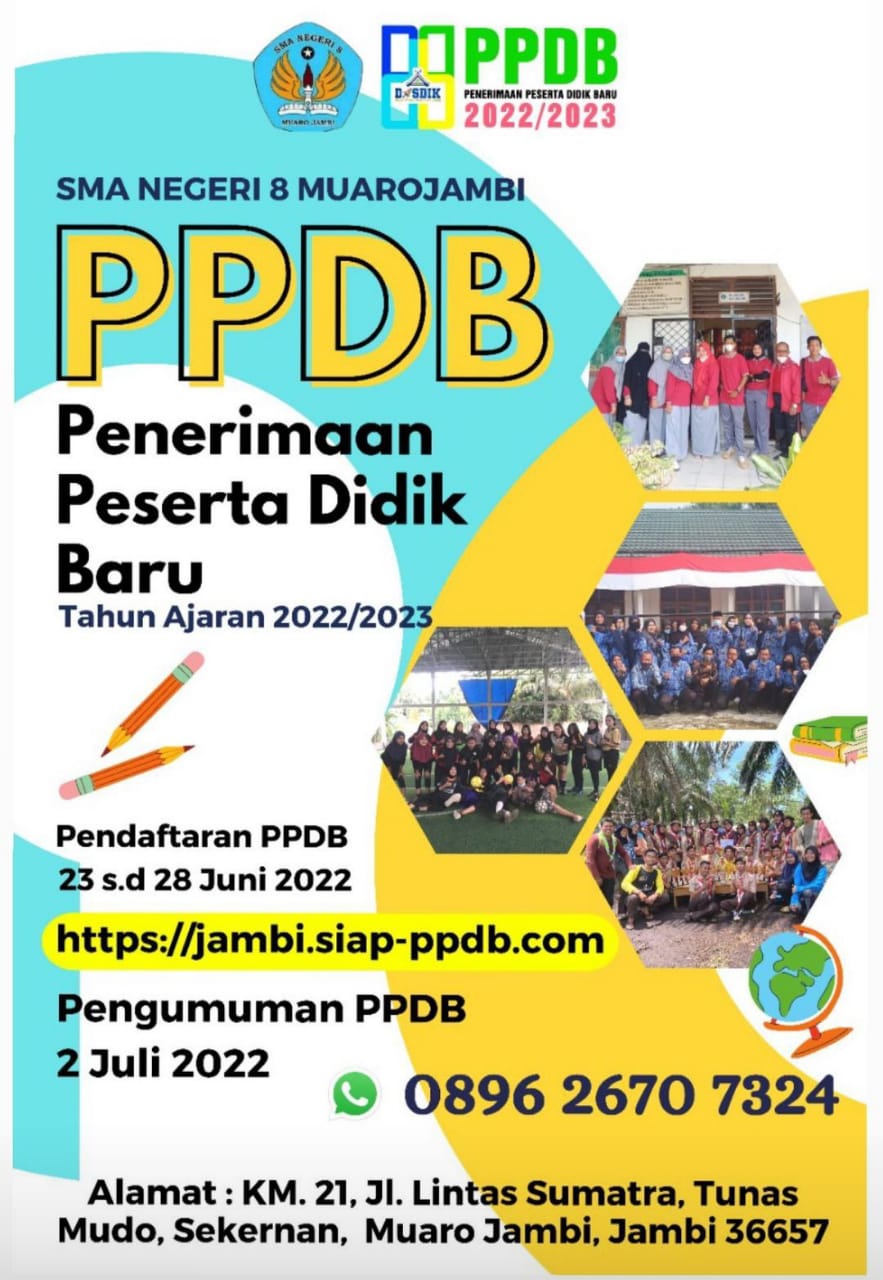 SMA NEGERI 8
MUARO JAMBI
DISDIK
PPDB
PENERIMAAN PESERTA DIDIK BARU
2022/2023
SMA NEGERI 8 MUAROJAMBI
PPDB
Penerimaan
Peserta Didik
Baru
Tahun Ajaran 2022/2023
Pendaftaran PPDB
23 s.d 28 Juni 2022
https://jambi.siap-ppdb.com
Pengumuman PPDB
2 Juli 2022
0896 2670 7324
Alamat : KM. 21, Jl. Lintas Sumatra, Tunas
Mudo, Sekernan, Muaro Jambi, Jambi 36657